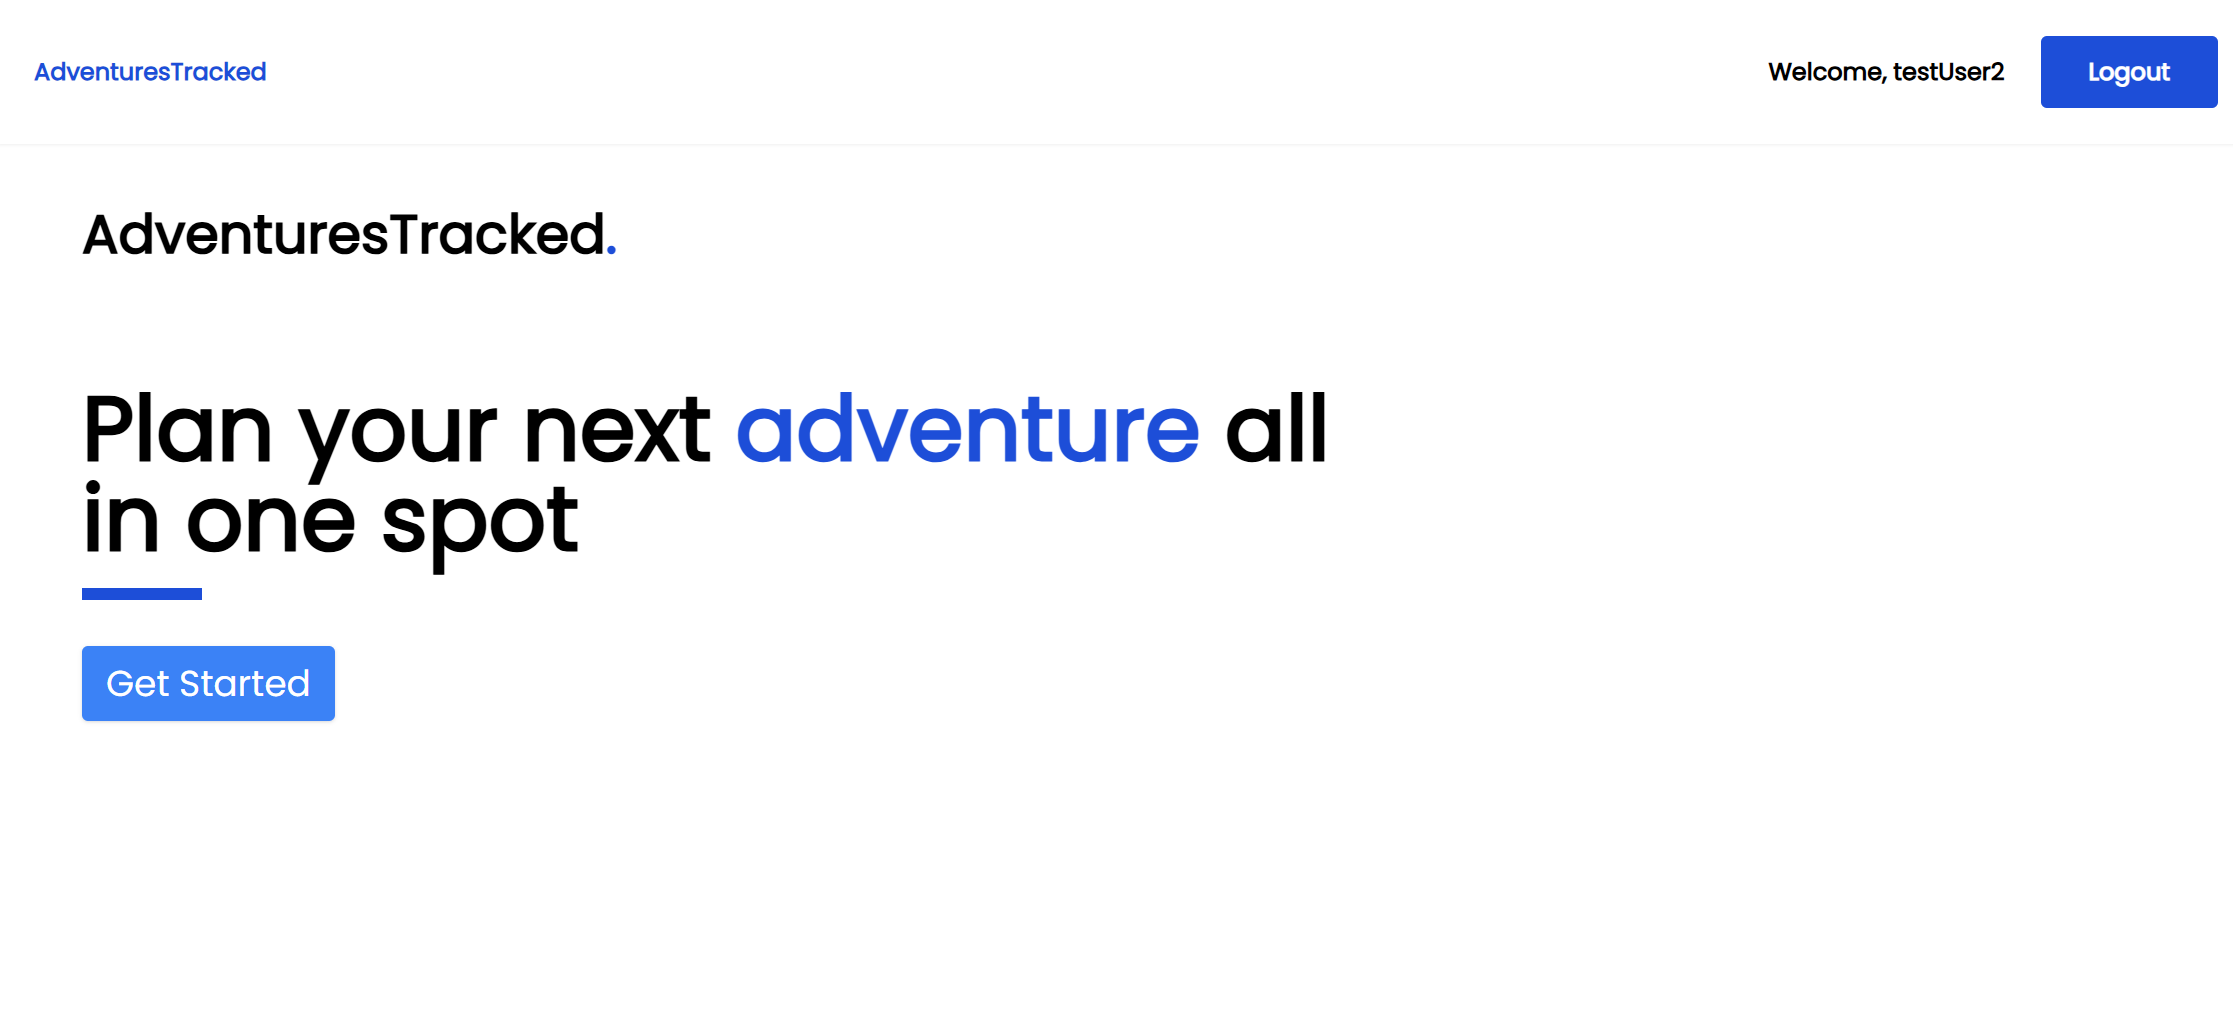 AdventuresTracked
Welcome, testUser2
Logout
AdventuresTracked.
Plan your next adventure all
in one spot
Get Started